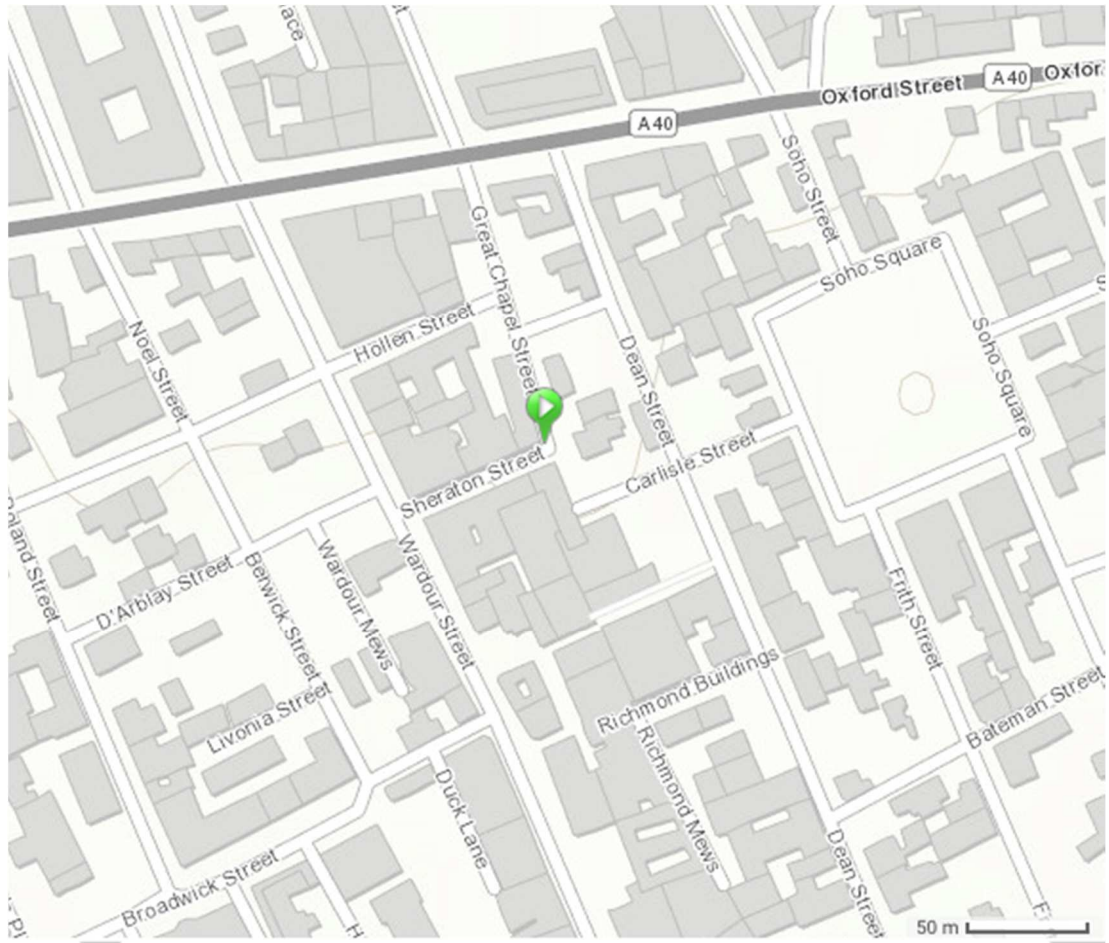 ace
Oxford Street
A40
Oxfor
A40
Soho Street
Great Chapel Street
Soho Square
Hollen Street
Noel Street
Dean Street
Soho Square
Sheraton Street
Carlisle Street
oland Street
D'Arblay Street
Berwick Street
Wardour Mews
Wardour Street
Frith Street
Livonia Street
Richmond Buildings
Bateman Street
Richmond Mews
Duck Lane
Broadwick Street
Dean Street
50 m